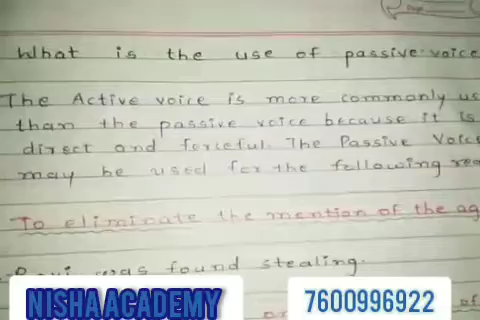 What is the use of passive voice
The Active voice is more commonly us
than the passive voice because it is
direct and forceful. The Passive Voice
may be used for the following rea
To eliminate the mention of the ag
was found stealing.
NISHA ACADEMY
7600996922
of